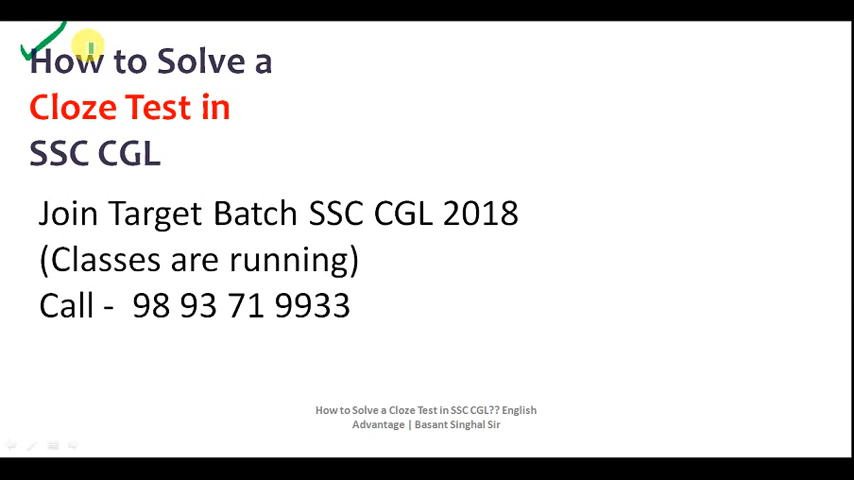 How to Solve a
Cloze Test in
SSC CGL
Join Target Batch SSC CGL 2018
(Classes are running)
Call - 98 93 71 9933
How to Solve a Cloze Test in SSC CGL?? English
Advantage | Basant Singhal Sir